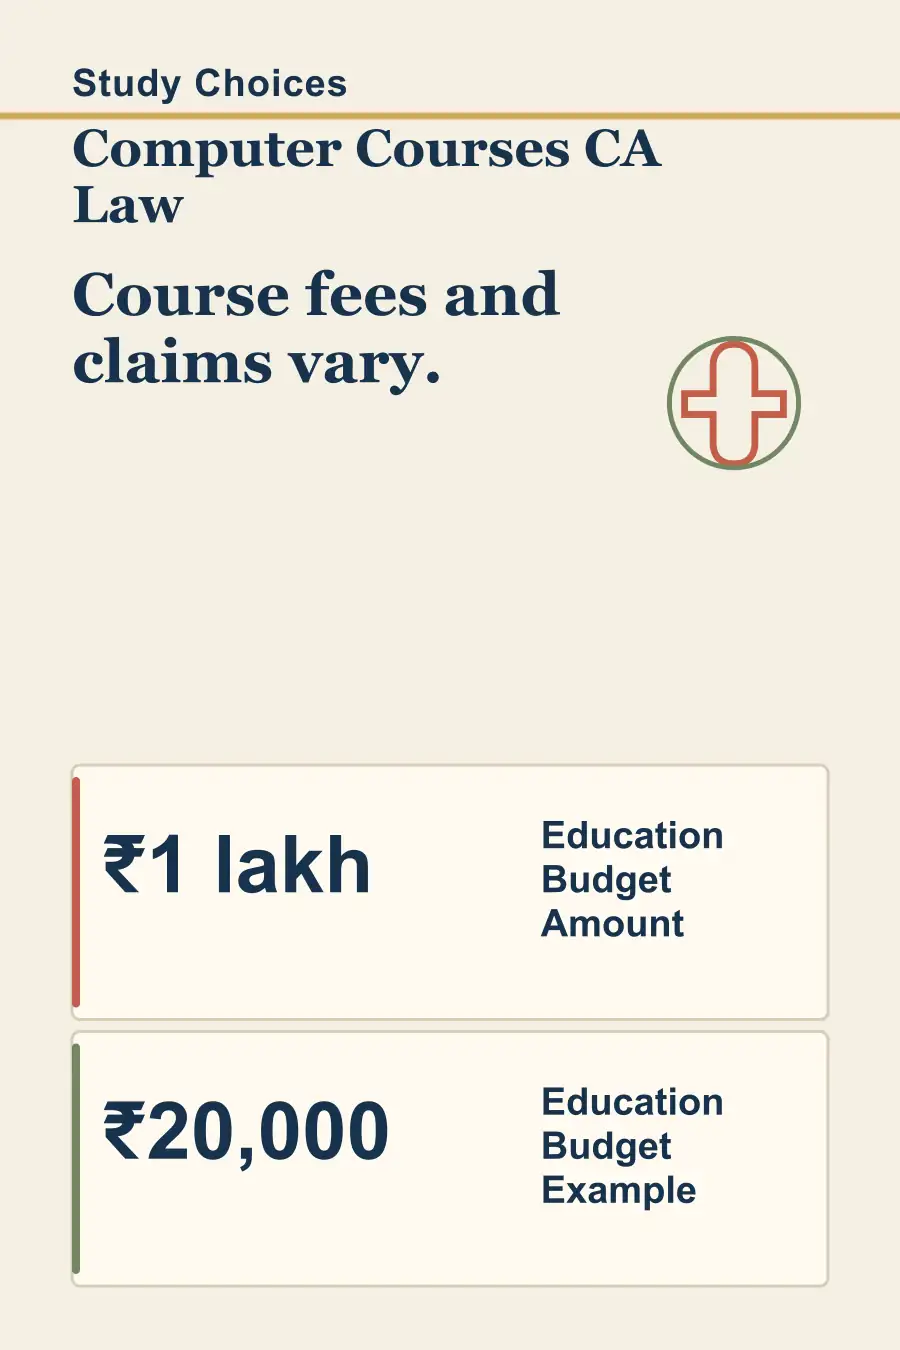 Study Choices
Computer Courses CA
Law
Course fees and
claims vary.
₹1 lakh
Education
Budget
Amount
₹20,000
Education
Budget
Example